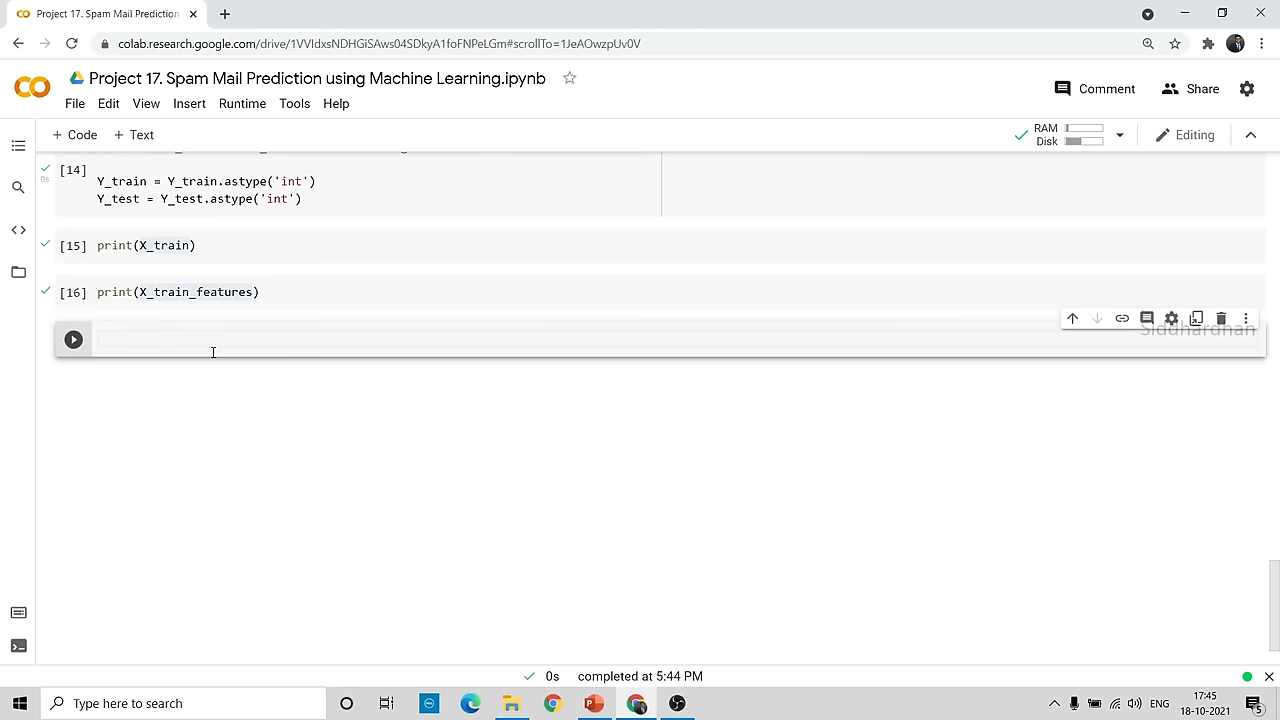 Project 17. Spam Mail Prediction
colab.research.google.com/drive/1VVIdxsNDHGiSAws04SDkyA1foFNPeLGm#scrollTo=1JeAOwzpUv0V
Project 17. Spam Mail Prediction using Machine Learning.ipynb
Comment
Share
File Edit View Insert Runtime Tools Help
+ Code + Text
RAM
Disk
Editing
[14]
0s
Y_train = Y_train.astype('int')
Y_test = Y_test.astype('int')
[15] print(X_train)
[16] print(X_train_features)
Siddhardhan
0s completed at 5:44 PM
Type here to search
ENG
17:45
18-10-2021
5